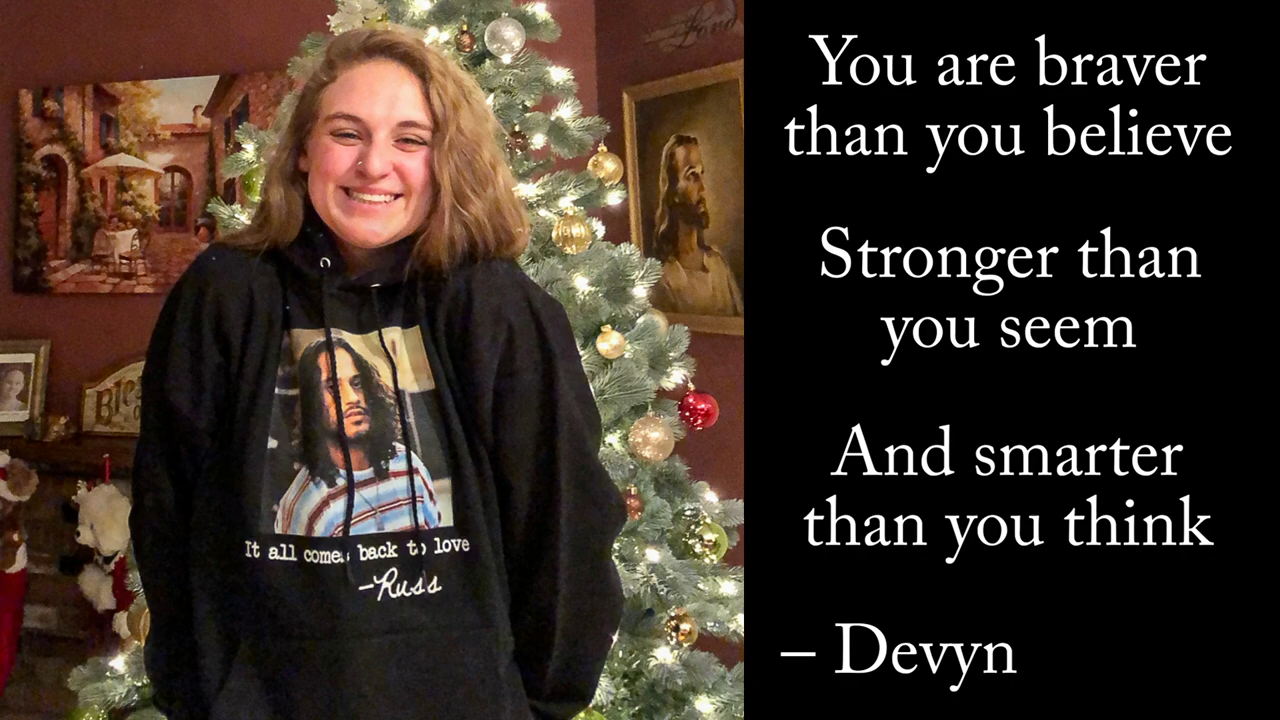 It all comes back to love
-Russ
You are braver
than you believe
Stronger than
you seem
And smarter
than you think
– Devyn